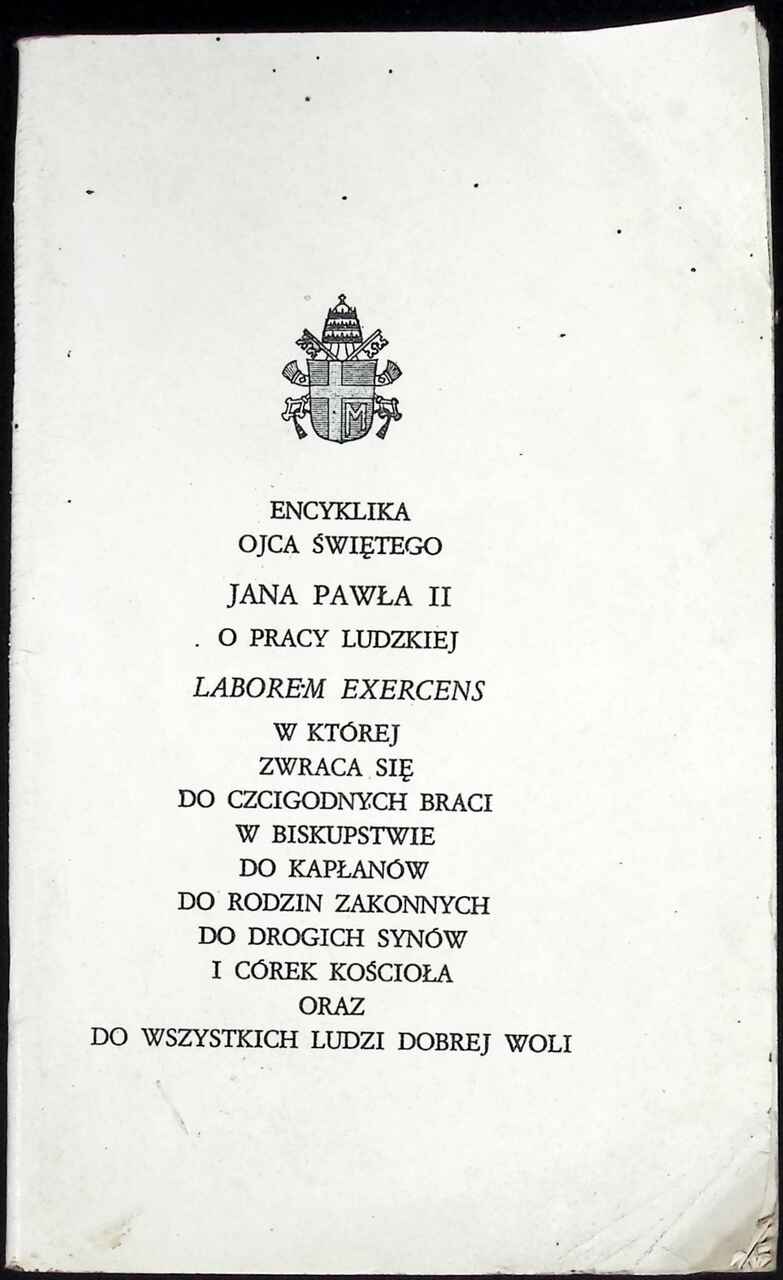 ENCYKLIKA
OJCA ŚWIĘTEGO
JANA PAWŁA II
O PRACY LUDZKIEJ
LABOREM EXERCENS
W KTÓREJ
ZWRACA SIĘ
DO CZCIGODNYCH BRACI
W BISKUPSTWIE
DO KAPŁANÓW
DO RODZIN ZAKONNYCH
DO DROGICH SYNÓW
I CÓREK KOŚCIOŁA
ORAZ
DO WSZYSTKICH LUDZI DOBREJ WOLI